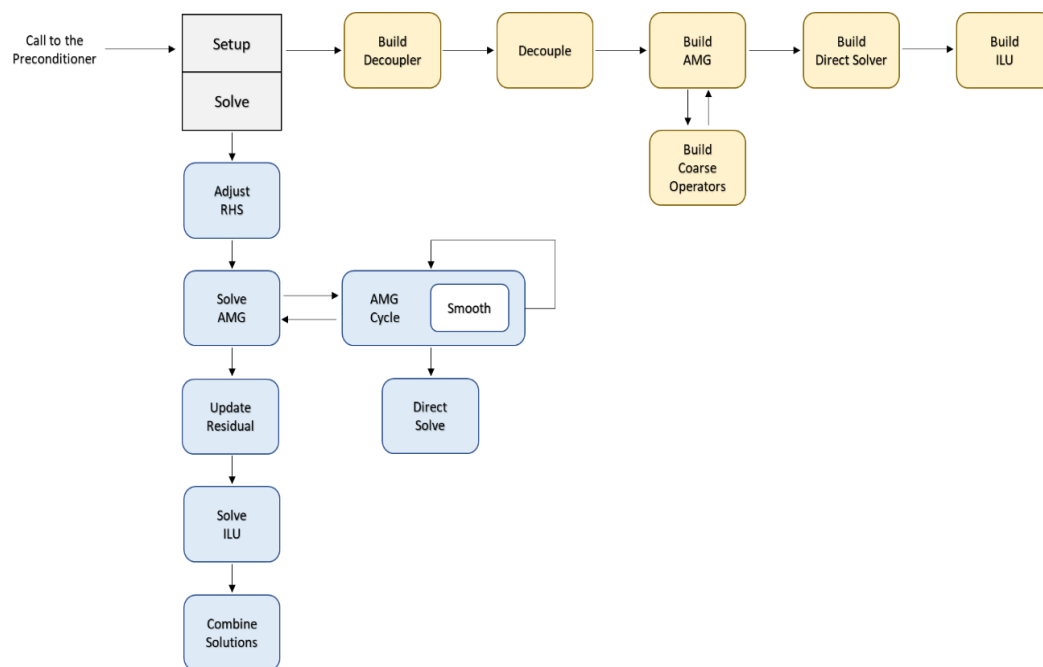 Call to the
Preconditioner
Setup
Solve
Build
Decoupler
Decouple
Build
AMG
Build
Direct Solver
Build
ILU
Build
Coarse
Operators
Adjust
RHS
Solve
AMG
AMG
Cycle
Smooth
Update
Residual
Direct
Solve
Solve
ILU
Combine
Solutions